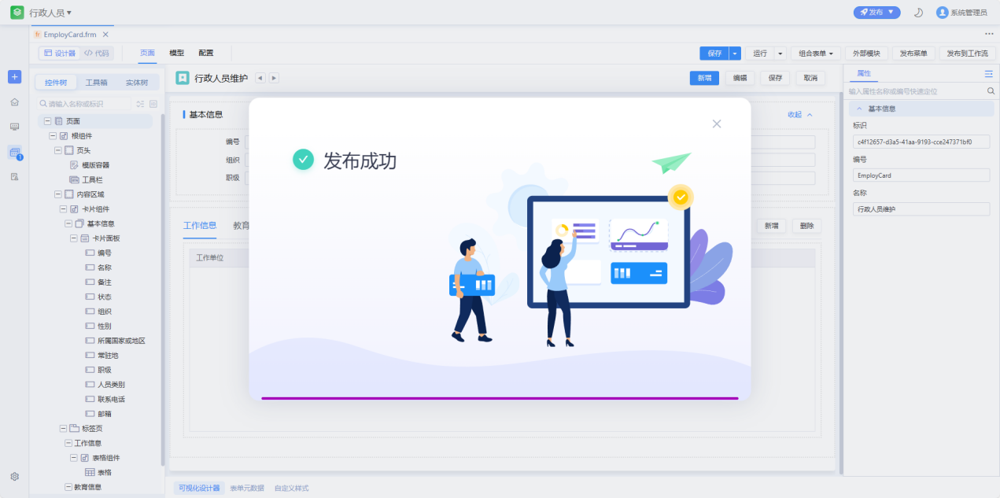 行政人员
发布
系统管理员
EmployCard.frm
设计器
代码
页面
模型
配置
保存
运行
组合表单
外部模块
发布菜单
发布到工作流
控件树
工具箱
实体树
请输入名称或标识
页面
根组件
页头
模版容器
工具栏
内容区域
卡片组件
基本信息
卡片面板
编号
名称
备注
状态
组织
性别
所属国家或地区
常驻地
职级
人员类别
联系电话
邮箱
标签页
工作信息
表格组件
表格
教育信息
1
行政人员维护
新增
编辑
保存
取消
基本信息
收起
编号
组织
职级
发布成功
工作信息
教育
新增
删除
工作单位
可视化设计器
表单元数据
自定义样式
属性
输入属性名称或编号快速定位
基本信息
标识
c4f12657-d3a5-41aa-9193-cce247371bf0
编号
EmployCard
名称
行政人员维护